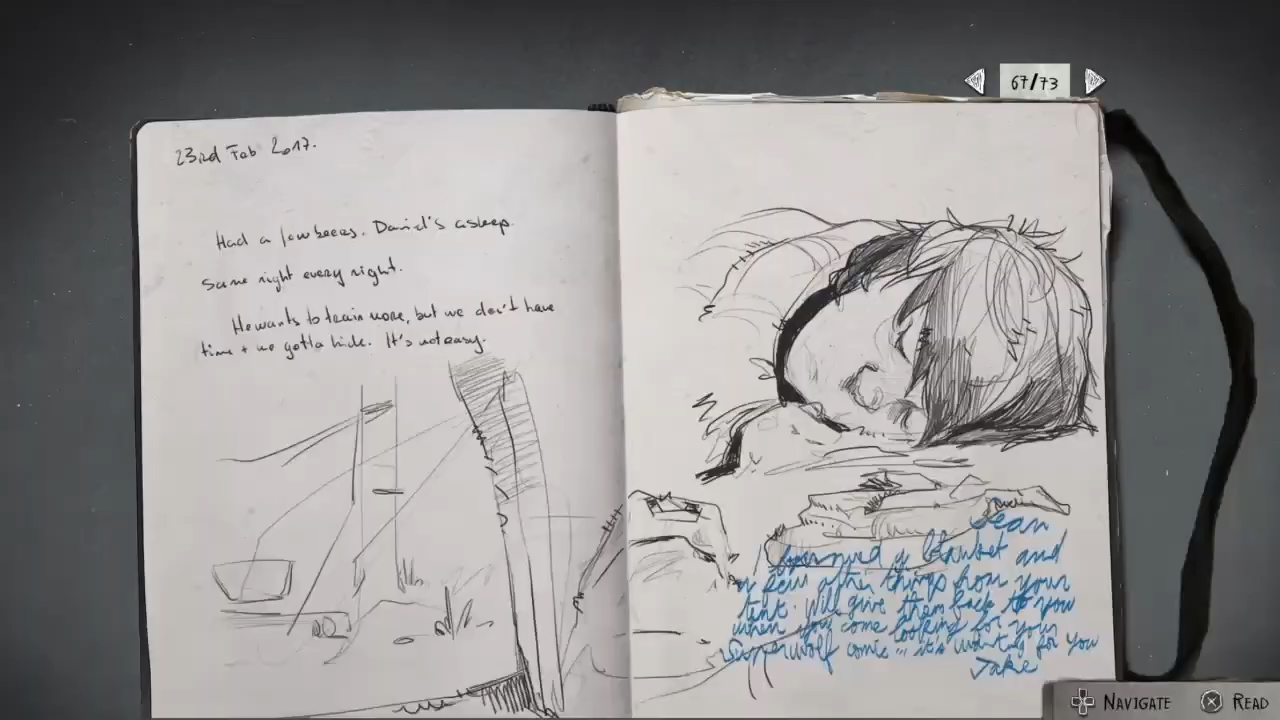 67/73
23rd Feb 2017.
Had a few beers. Daniel's asleep.
Same night every night.
He wants to train more, but we don't have
time + we gotta hide. It's not easy.
Sean
borrowed a blanket and
a few other things from your
tent. Will give them back to you
when you come looking for your
Superwolf comic... it's waiting for you
Jake
NAVIGATE
READ